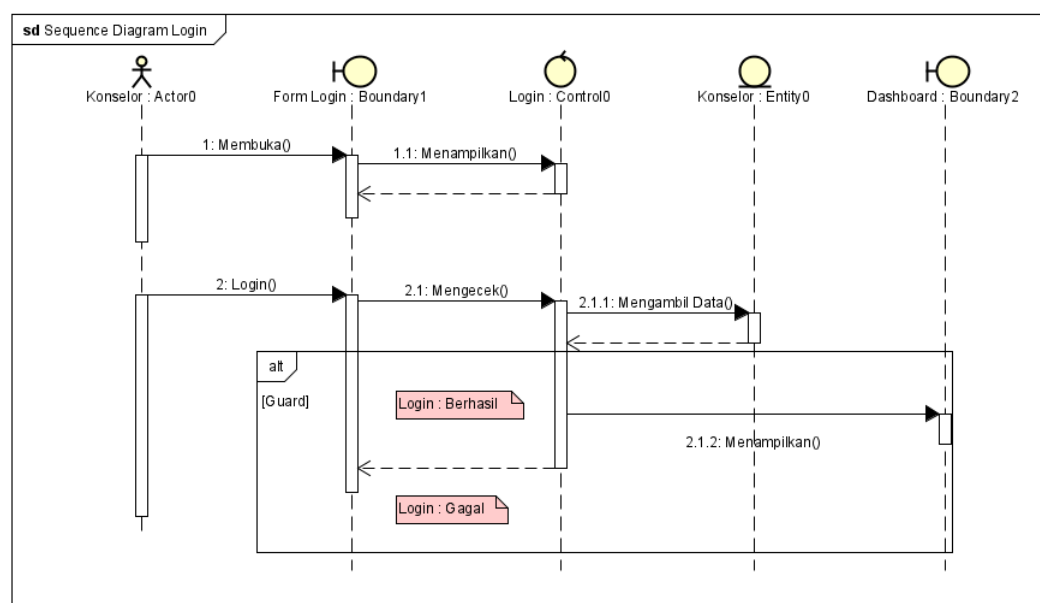 sd Sequence Diagram Login
Konselor : Actor0
Form Login : Boundary1
Login : Control0
Konselor : Entity0
Dashboard : Boundary2
1: Membuka()
1.1: Menampilkan()
2: Login()
2.1: Mengecek()
2.1.1: Mengambil Data()
alt
[Guard]
Login : Berhasil
2.1.2: Menampilkan()
Login : Gagal